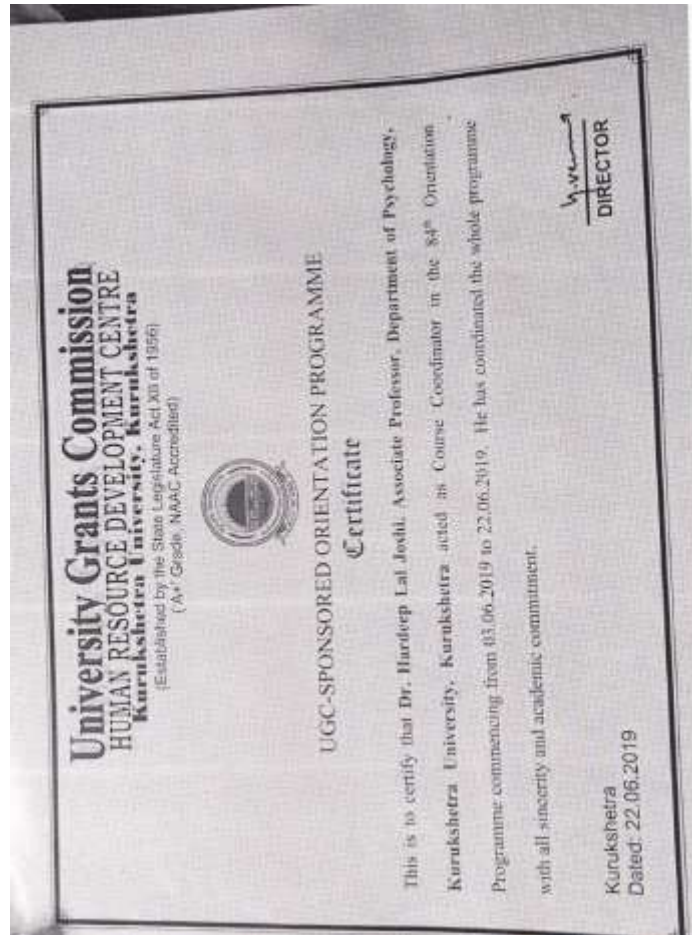 University Grants Commission
HUMAN RESOURCE DEVELOPMENT CENTRE
Kurukshetra University, Kurukshetra
(Established by the State Legislature Act XII of 1956)
('A+' Grade, NAAC Accredited)
UGC-SPONSORED ORIENTATION PROGRAMME
Certificate
This is to certify that Dr. Hardeep Lal Joshi, Associate Professor, Department of Psychology,
Kurukshetra University, Kurukshetra acted as Course Coordinator in the 84th Orientation
Programme commencing from 03.06.2019 to 22.06.2019. He has coordinated the whole programme
with all sincerity and academic commitment.
Kurukshetra
Dated: 22.06.2019
DIRECTOR